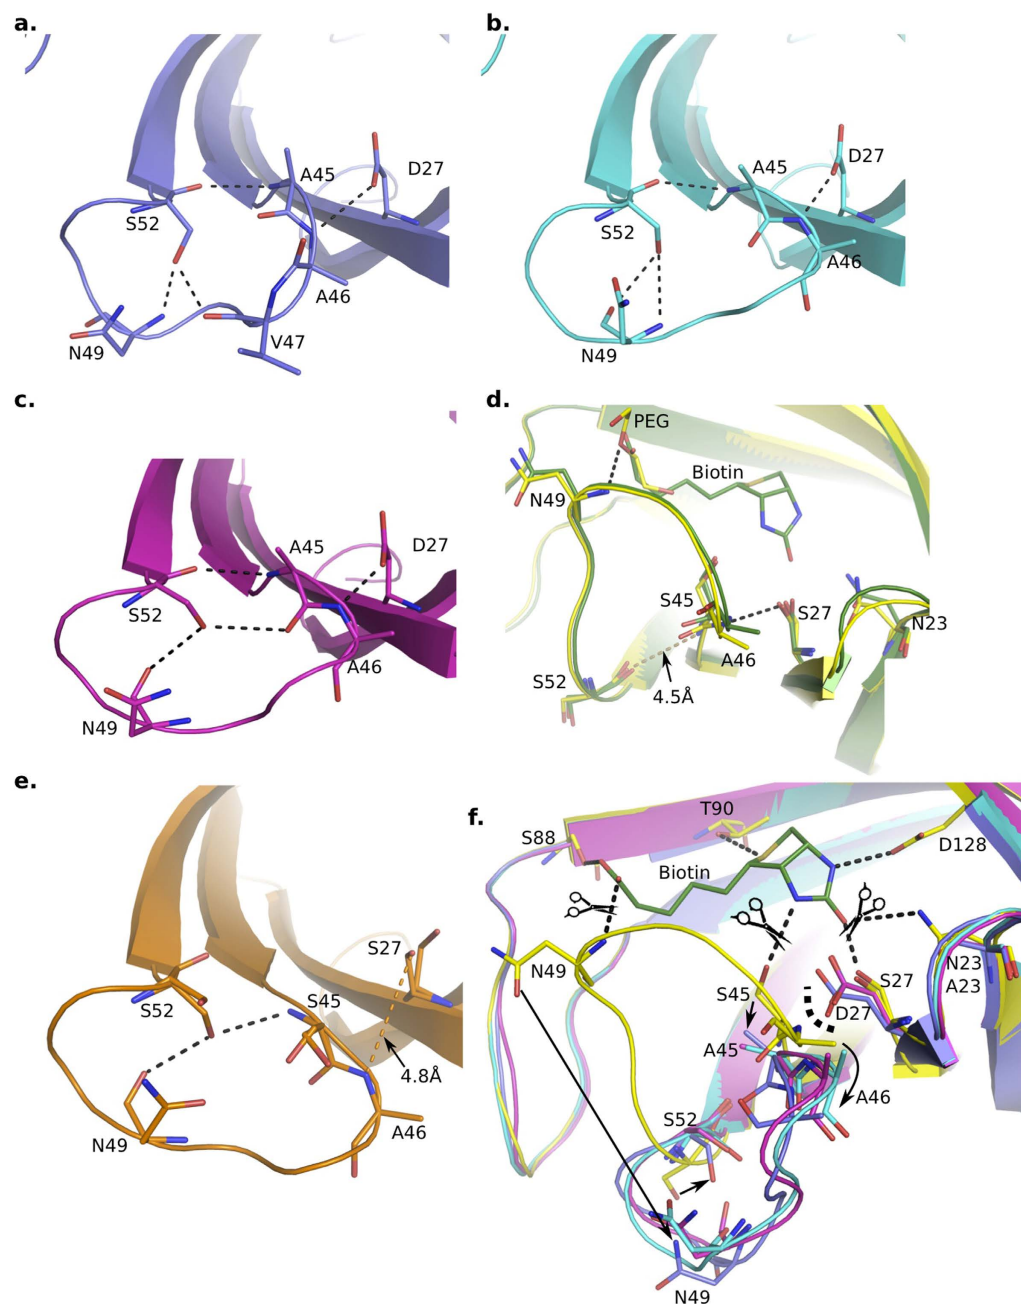 a.
A45
D27
S52
A46
N49
V47
b.
A45
D27
S52
A46
N49
c.
A45
D27
S52
A46
N49
d.
PEG
Biotin
N49
S45
S27
N23
A46
S52
4.5Å
e.
S27
S52
S45
4.8Å
N49
A46
f.
T90
S88
D128
Biotin
N49
N23
S27
A23
S45
D27
A45
A46
S52
N49